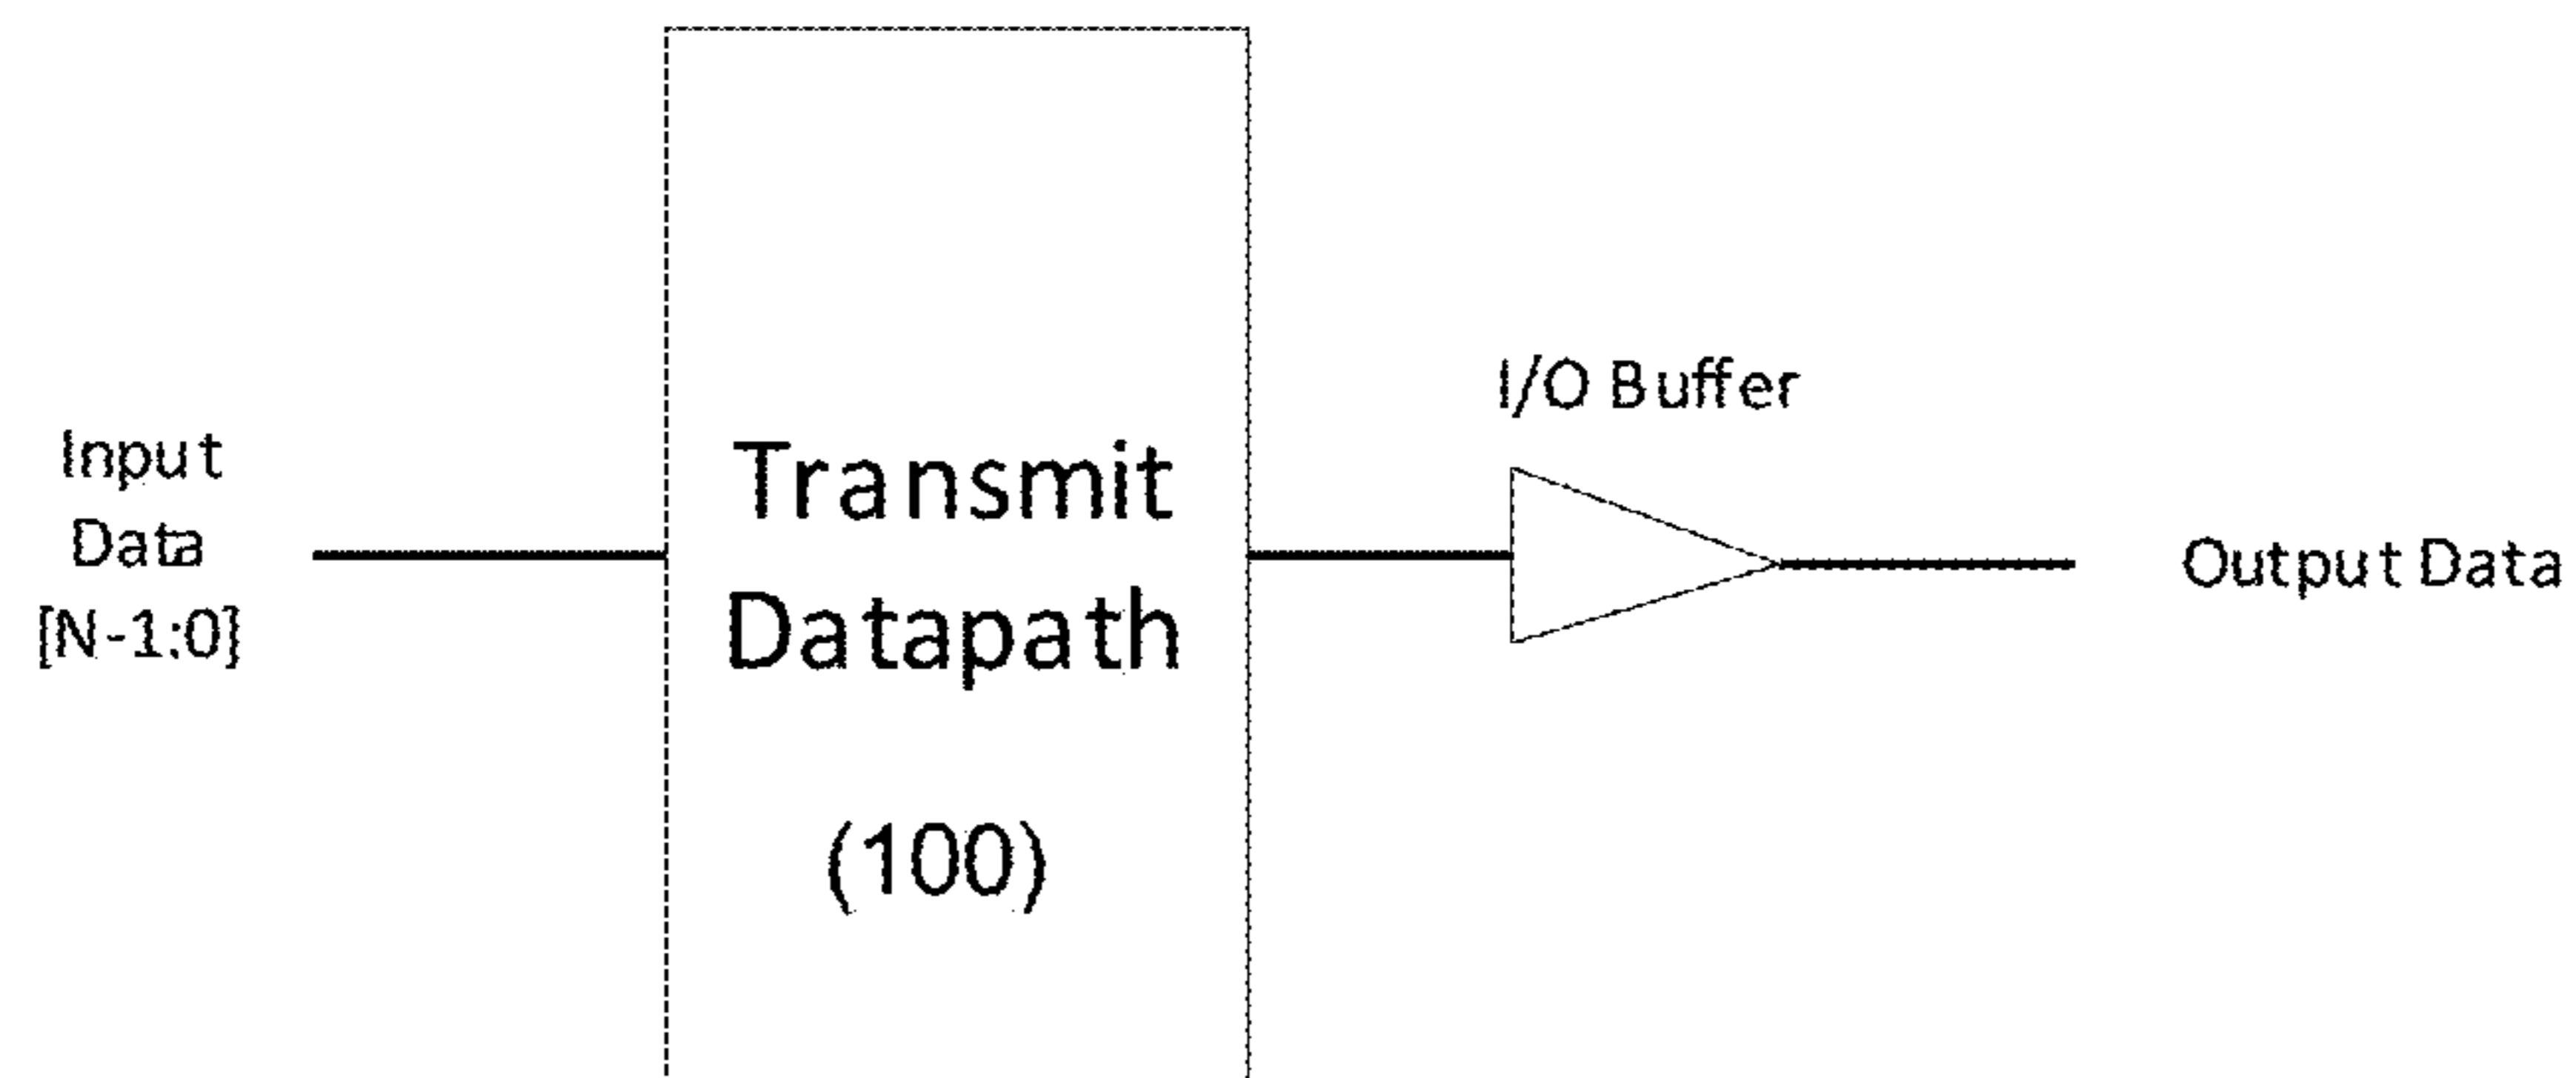 Input
Data
[N-1:0]
Transmit
Datapath
(100)
I/O Buffer
Output Data